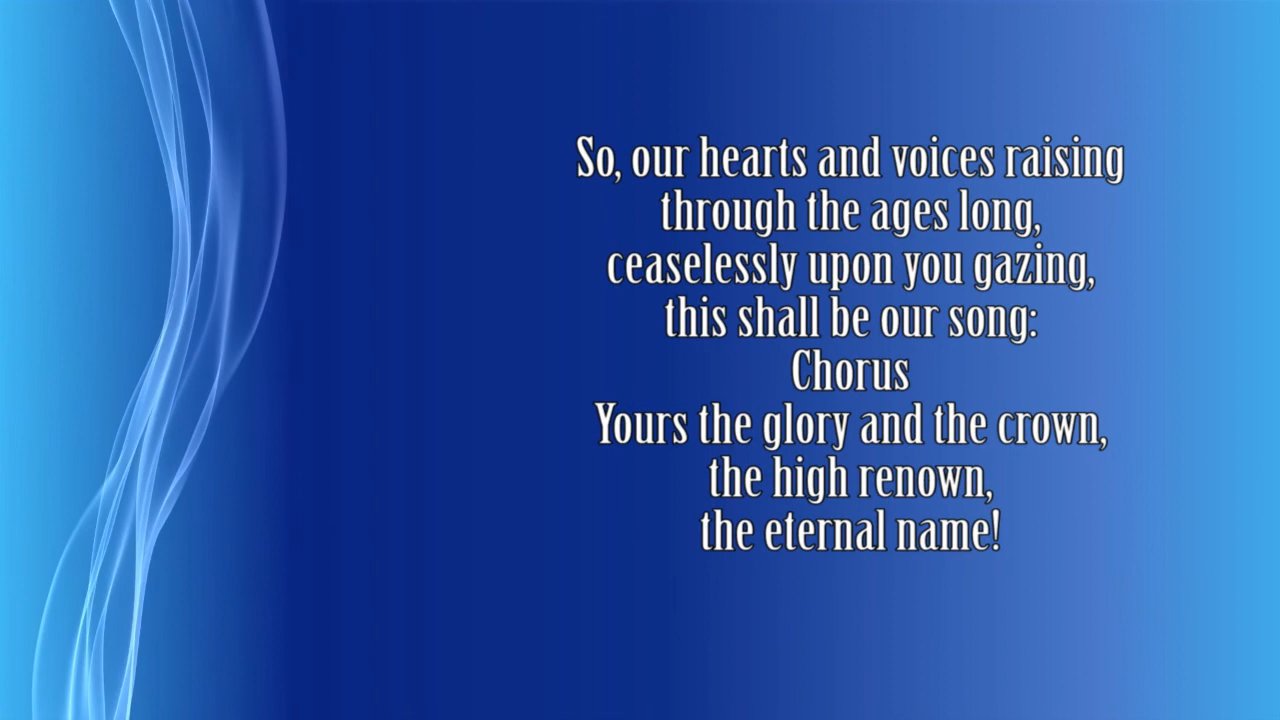 So, our hearts and voices raising
through the ages long,
ceaselessly upon you gazing,
this shall be our song:
Chorus
Yours the glory and the crown,
the high renown,
the eternal name!